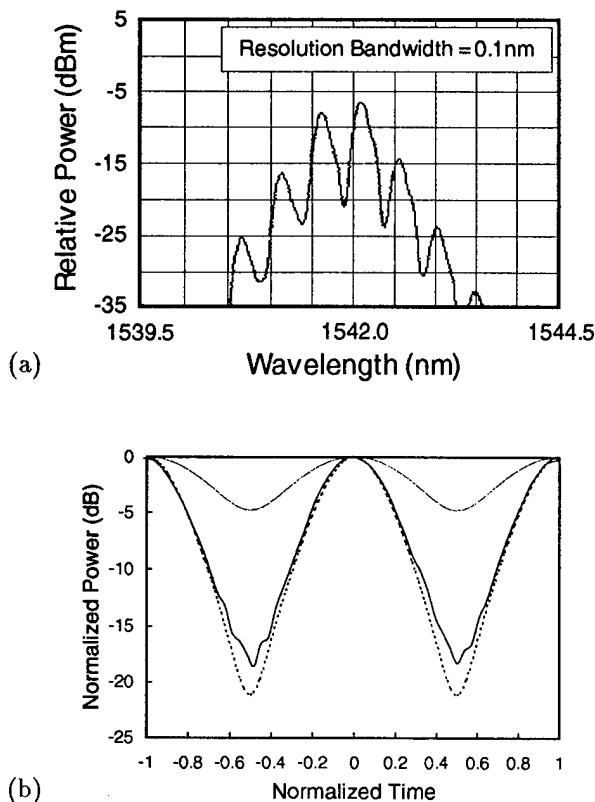 5
-5
-15
-25
-35
Relative Power (dBm)
Resolution Bandwidth = 0.1nm
1539.5 1542.0 1544.5
Wavelength (nm)
(a)
0
-5
-10
-15
-20
-25
Normalized Power (dB)
-1 -0.8 -0.6 -0.4 -0.2 0 0.2 0.4 0.6 0.8 1
Normalized Time
(b)